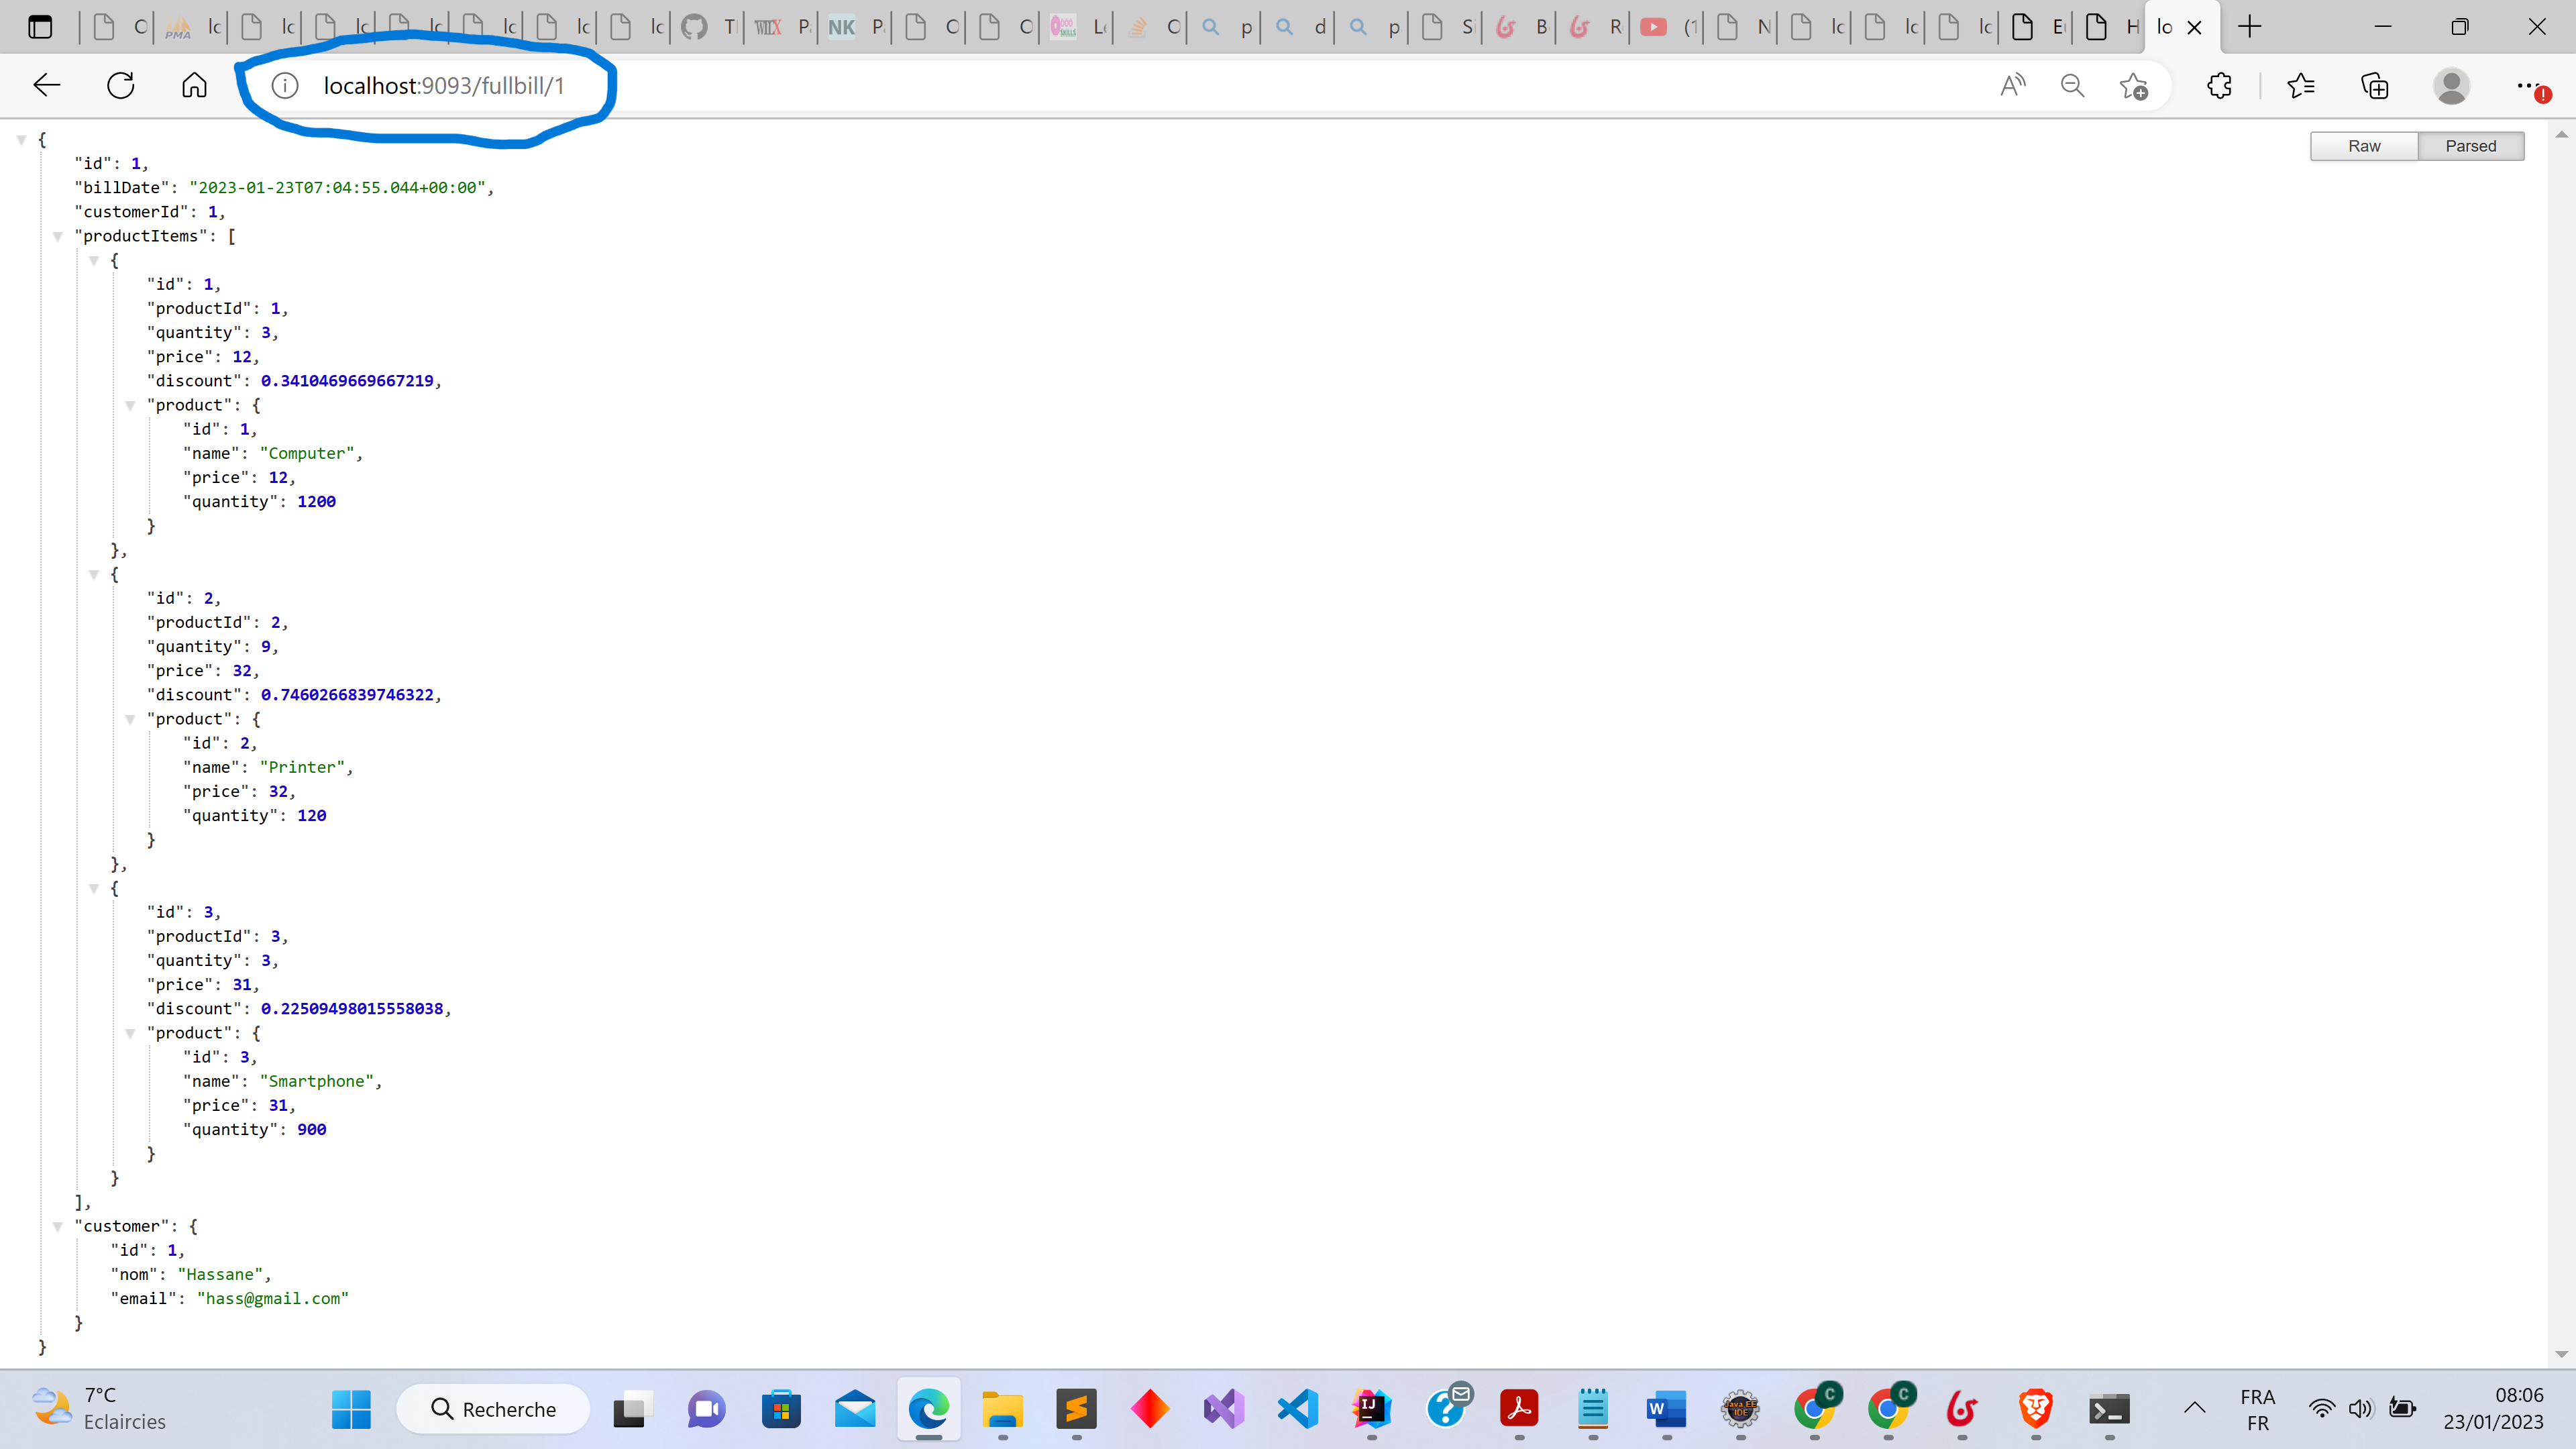 localhost:9093/fullbill/1
Raw Parsed
{
"id": 1,
"billDate": "2023-01-23T07:04:55.044+00:00",
"customerId": 1,
"productItems": [
{
"id": 1,
"productId": 1,
"quantity": 3,
"price": 12,
"discount": 0.3410469669667219,
"product": {
"id": 1,
"name": "Computer",
"price": 12,
"quantity": 1200
}
},
{
"id": 2,
"productId": 2,
"quantity": 9,
"price": 32,
"discount": 0.7460266839746322,
"product": {
"id": 2,
"name": "Printer",
"price": 32,
"quantity": 120
}
},
{
"id": 3,
"productId": 3,
"quantity": 3,
"price": 31,
"discount": 0.22509498015558038,
"product": {
"id": 3,
"name": "Smartphone",
"price": 31,
"quantity": 900
}
}
],
"customer": {
"id": 1,
"nom": "Hassane",
"email": "hass@gmail.com"
}
}
7°C
Eclaircies
Recherche
FRA
FR
08:06
23/01/2023